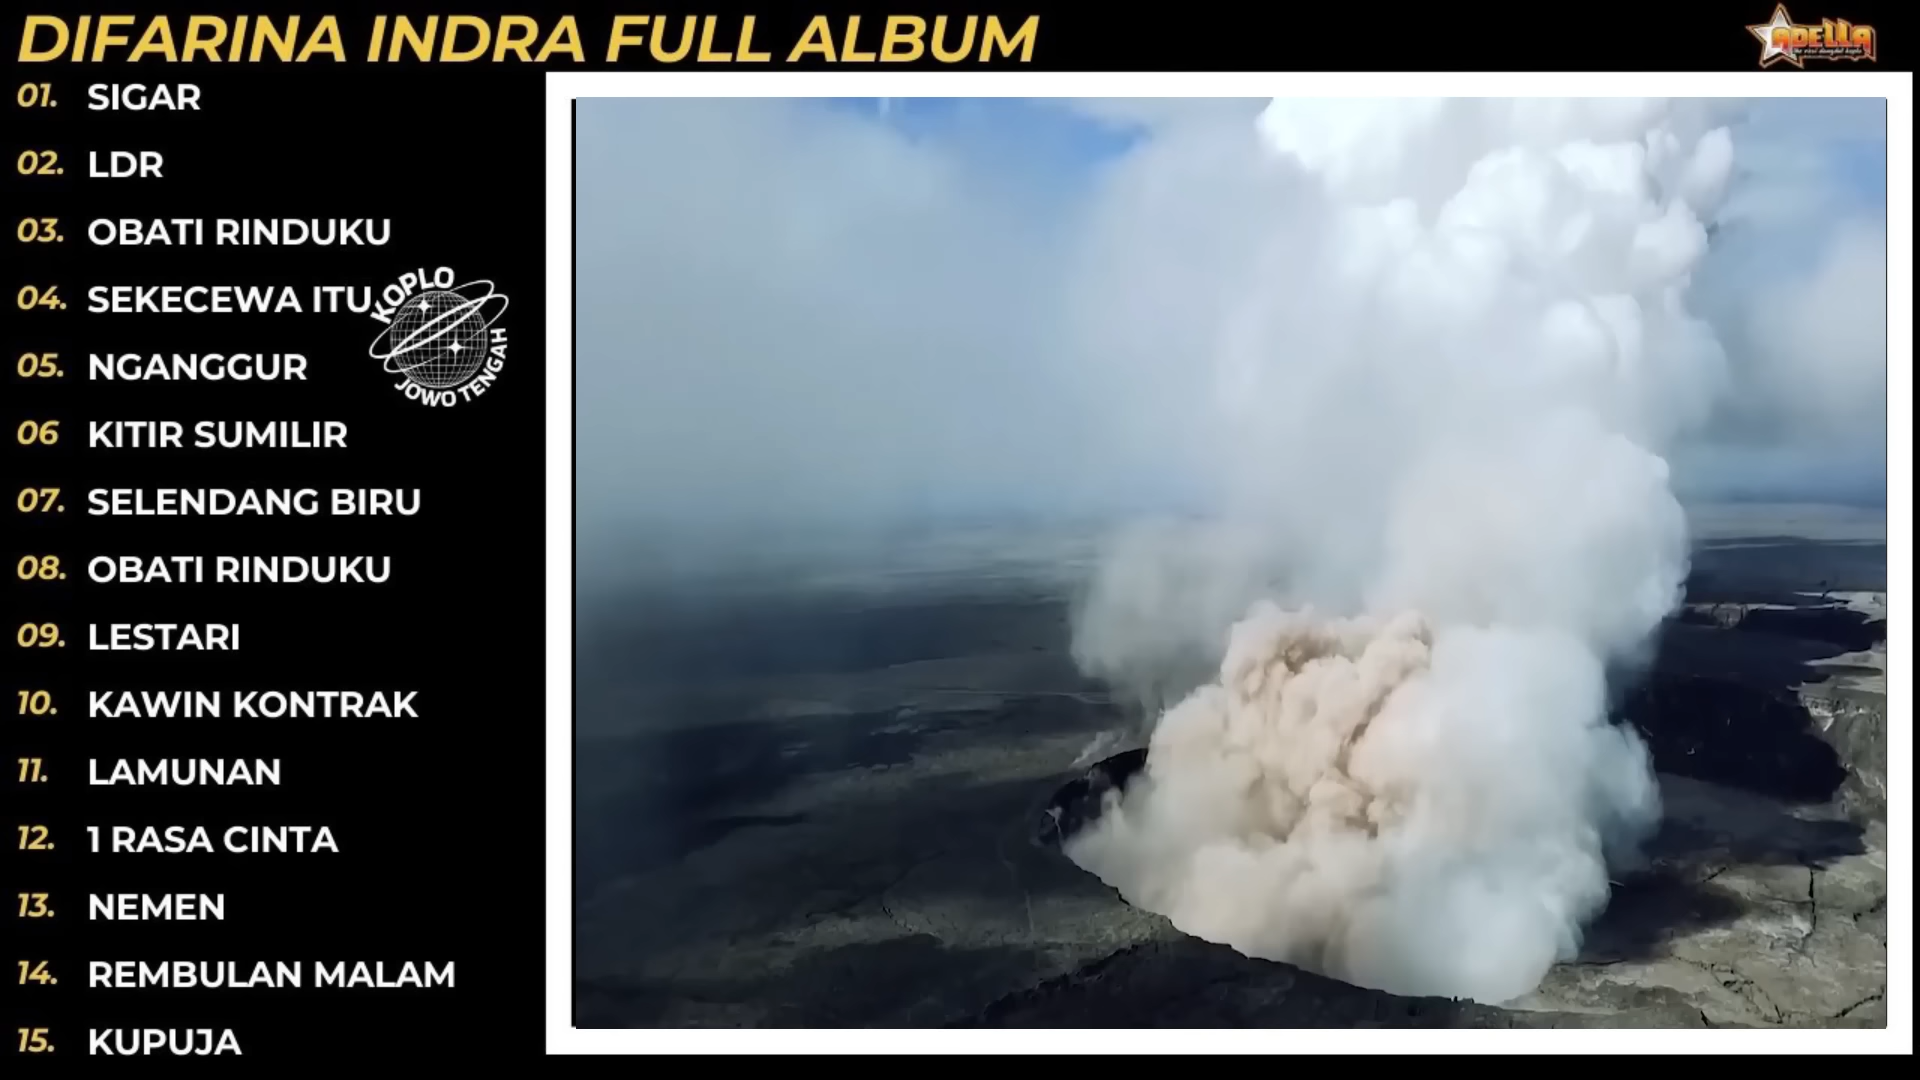 DIFARINA INDRA FULL ALBUM
ADELLA
01. SIGAR
02. LDR
03. OBATI RINDUKU
04. SEKECEWA ITU
05. NGANGGUR
06 KITIR SUMILIR
07. SELENDANG BIRU
08. OBATI RINDUKU
09. LESTARI
10. KAWIN KONTRAK
11. LAMUNAN
12. 1 RASA CINTA
13. NEMEN
14. REMBULAN MALAM
15. KUPUJA
KOPLO
JOWO TENGAH